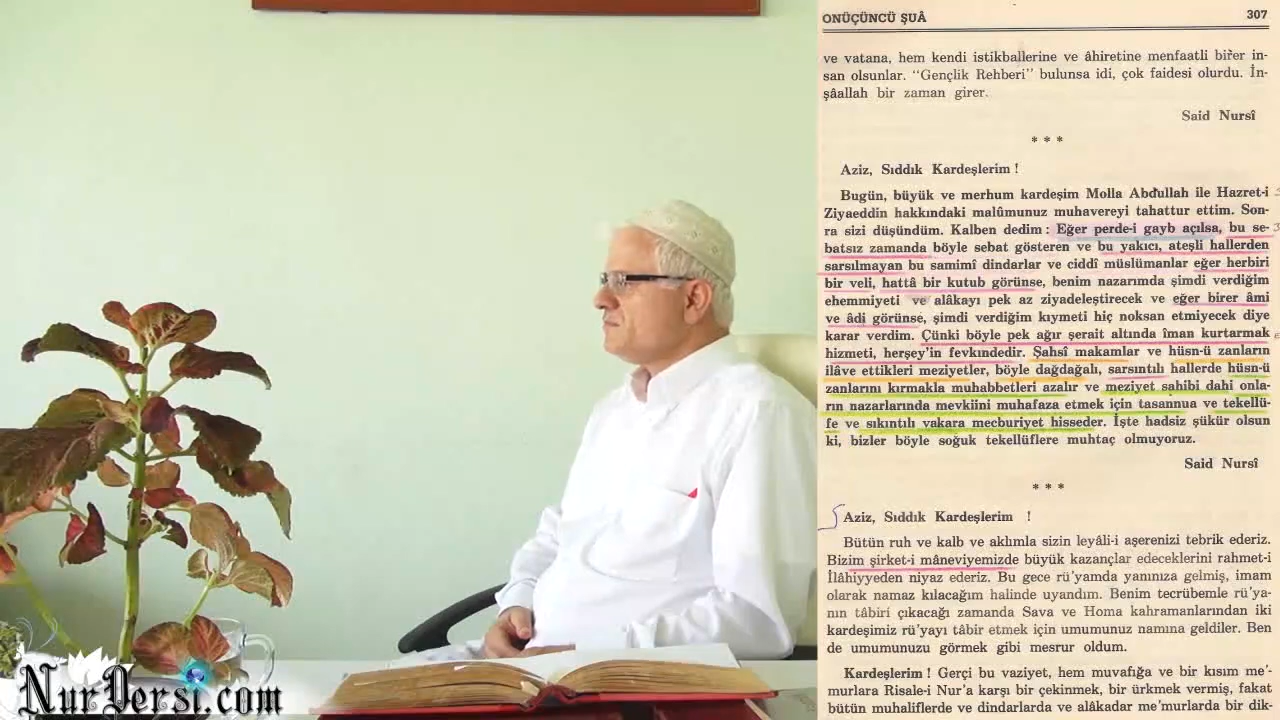 ONÜÇÜNCÜ ŞUÂ 307
ve vatana, hem kendi istikballerine ve âhiretine menfaatli birer in-
san olsunlar. "Gençlik Rehberi" bulunsa idi, çok faidesi olurdu. İn-
şâallah bir zaman girer.
Said Nursî
* * *
Aziz, Sıddık Kardeşlerim !
Bugün, büyük ve merhum kardeşim Molla Abdullah ile Hazret-i
Ziyaeddin hakkındaki malûmunuz muhavereyi tahattur ettim. Son-
ra sizi düşündüm. Kalben dedim : Eğer perde-i gayb açılsa, bu se-
batsız zamanda böyle sebat gösteren ve bu yakıcı, ateşli hallerden
sarsılmayan bu samimî dindarlar ve ciddî müslümanlar eğer herbiri
bir veli, hattâ bir kutub görünse, benim nazarımda şimdi verdiğim
ehemmiyeti ve alâkayı pek az ziyadeleştirecek ve eğer birer âmi
ve âdi görünse, şimdi verdiğim kıymeti hiç noksan etmiyecek diye
karar verdim. Çünki böyle pek ağır şerait altında îman kurtarmak
hizmeti, herşey'in fevkındedir. Şahsî makamlar ve hüsn-ü zanların
ilâve ettikleri meziyetler, böyle dağdağalı, sarsıntılı hallerde hüsn-ü
zanlarını kırmakla muhabbetleri azalır ve meziyet sahibi dahi onla-
rın nazarlarında mevkiini muhafaza etmek için tasannua ve tekellü-
fe ve sıkıntılı vakara mecburiyet hisseder. İşte hadsiz şükür olsun
ki, bizler böyle soğuk tekellüflere muhtaç olmuyoruz.
Said Nursî
* * *
Aziz, Sıddık Kardeşlerim !
Bütün ruh ve kalb ve aklımla sizin leyâli-i aşerenizi tebrik ederiz.
Bizim şirket-i mâneviyemizde büyük kazançlar edeceklerini rahmet-i
İlâhiyyeden niyaz ederiz. Bu gece rü'yamda yanınıza gelmiş, imam
olarak namaz kılacağım halinde uyandım. Benim tecrübemle rü'ya-
nın tâbiri çıkacağı zamanda Sava ve Homa kahramanlarından iki
kardeşimiz rü'yayı tâbir etmek için umumunuz namına geldiler. Ben
de umumunuzu görmek gibi mesrur oldum.
Kardeşlerim ! Gerçi bu vaziyet, hem muvafığa ve bir kısım me'-
murlara Risale-i Nur'a karşı bir çekinmek, bir ürkmek vermiş, fakat
bütün muhaliflerde ve dindarlarda ve alâkadar me'murlarda bir dik-
NurDersi.com